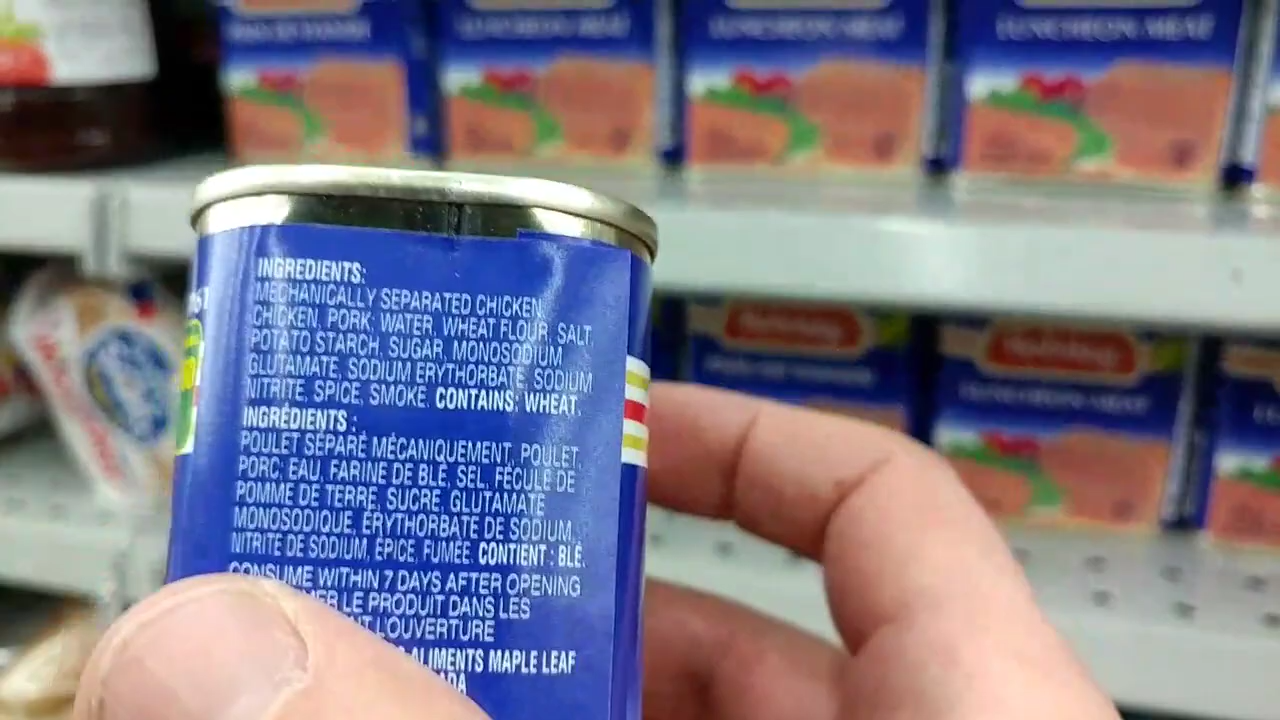 LUNCHEON MEAT
LUNCHEON MEAT
LUNCHEON MEAT
INGREDIENTS:
MECHANICALLY SEPARATED CHICKEN,
CHICKEN, PORK, WATER, WHEAT FLOUR, SALT,
POTATO STARCH, SUGAR, MONOSODIUM
GLUTAMATE, SODIUM ERYTHORBATE, SODIUM
NITRITE, SPICE, SMOKE. CONTAINS: WHEAT.
INGRÉDIENTS :
POULET SÉPARÉ MÉCANIQUEMENT, POULET,
PORC, EAU, FARINE DE BLÉ, SEL, FÉCULE DE
POMME DE TERRE, SUCRE, GLUTAMATE
MONOSODIQUE, ÉRYTHORBATE DE SODIUM,
NITRITE DE SODIUM, ÉPICE, FUMÉE. CONTIENT : BLÉ.
CONSUME WITHIN 7 DAYS AFTER OPENING
LE PRODUIT DANS LES
L'OUVERTURE
ALIMENTS MAPLE LEAF
LUNCHEON MEAT